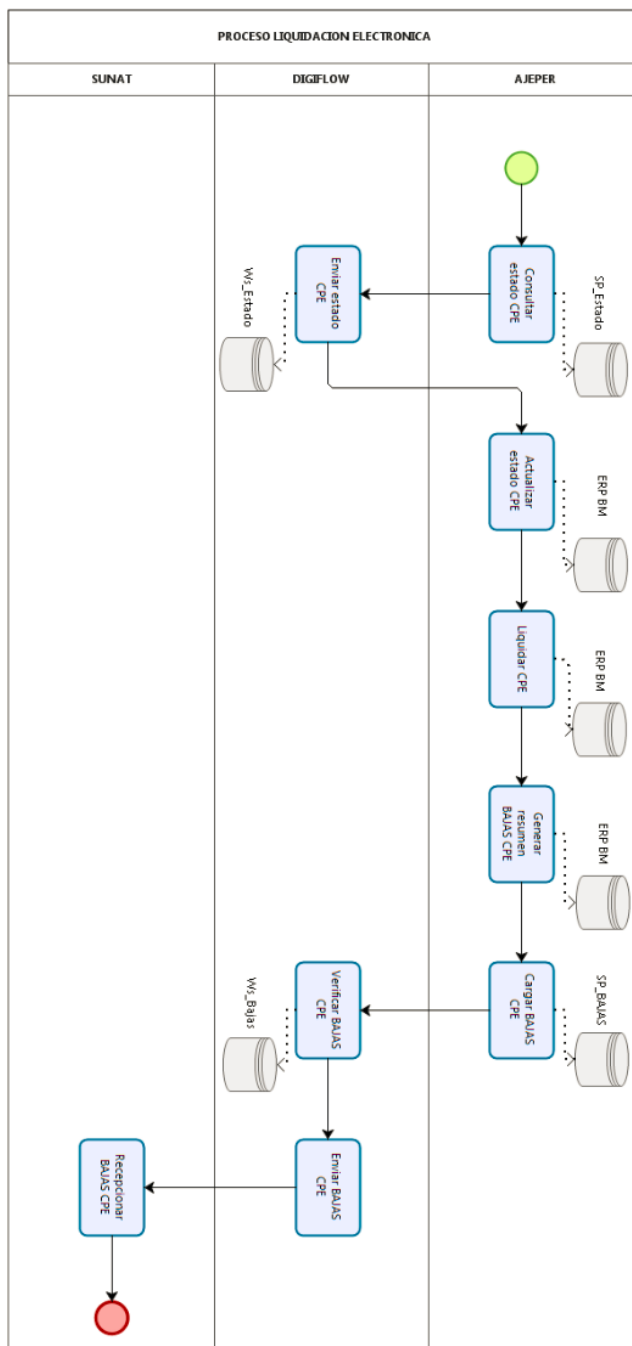 PROCESO LIQUIDACION ELECTRONICA
SUNAT
DIGIFLOW
AJEPER
Consultar
estado CPE
SP_Estado
Enviar estado
CPE
Ws_Estado
Actualizar
estado CPE
ERP BM
Liquidar CPE
ERP BM
Generar
resumen
BAJAS CPE
ERP BM
Cargar BAJAS
CPE
SP_BAJAS
Verificar BAJAS
CPE
Ws_Bajas
Enviar BAJAS
CPE
Recepcionar
BAJAS CPE